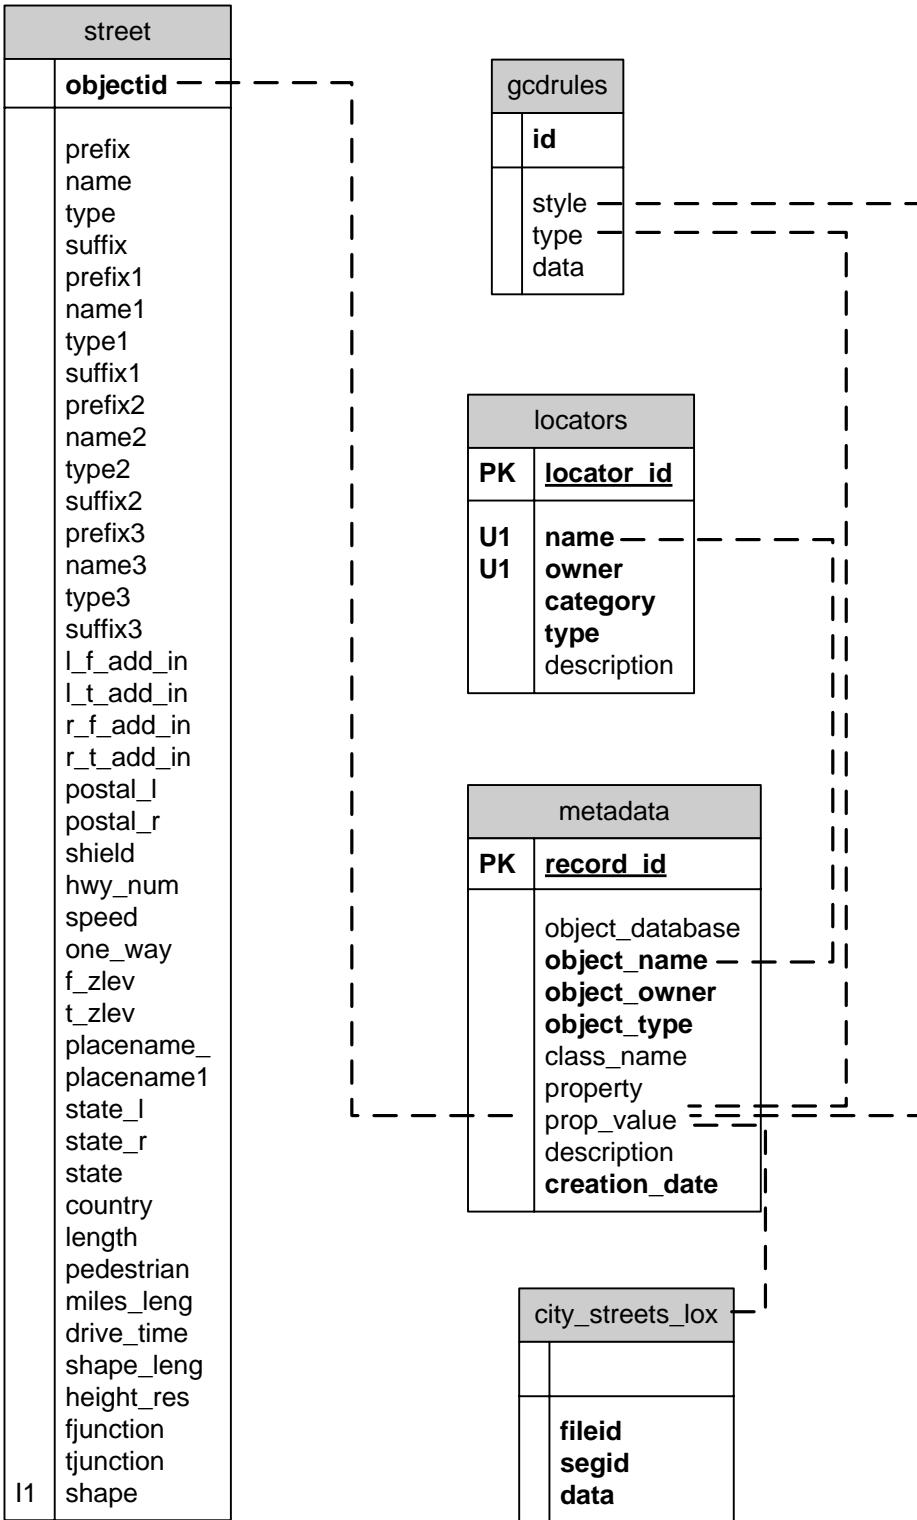 street
objectid
prefix
name
type
suffix
prefix1
name1
type1
suffix1
prefix2
name2
type2
suffix2
prefix3
name3
type3
suffix3
l_f_add_in
l_t_add_in
r_f_add_in
r_t_add_in
postal_l
postal_r
shield
hwy_num
speed
one_way
f_zlev
t_zlev
placename_
placename1
state_l
state_r
state
country
length
pedestrian
miles_leng
drive_time
shape_leng
height_res
fjunction
tjunction
I1 shape
gcdrules
id
style
type
data
locators
PK locator_id
U1 name
U1 owner
category
type
description
metadata
PK record_id
object_database
object_name
object_owner
object_type
class_name
property
prop_value
description
creation_date
city_streets_lox
fileid
segid
data